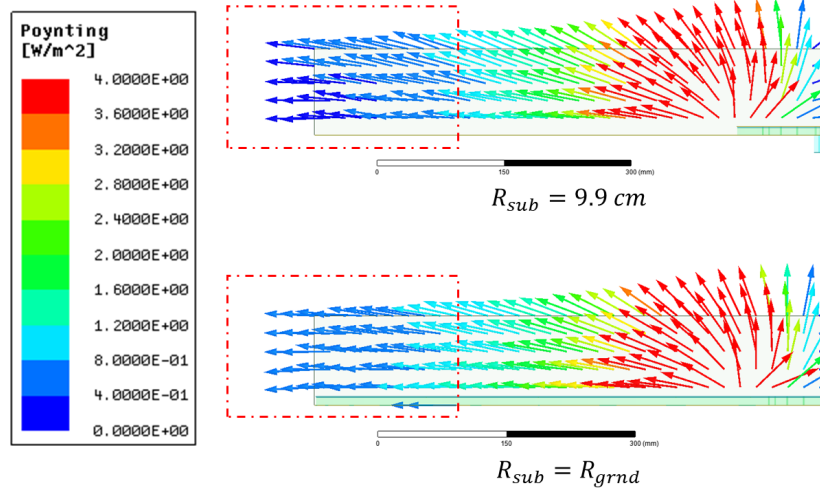 Poynting
[W/m^2]
4.0000E+00
3.6000E+00
3.2000E+00
2.8000E+00
2.4000E+00
2.0000E+00
1.6000E+00
1.2000E+00
8.0000E-01
4.0000E-01
0.0000E+00
0 150 300 (mm)
R_sub = 9.9 cm
0 150 300 (mm)
R_sub = R_grnd